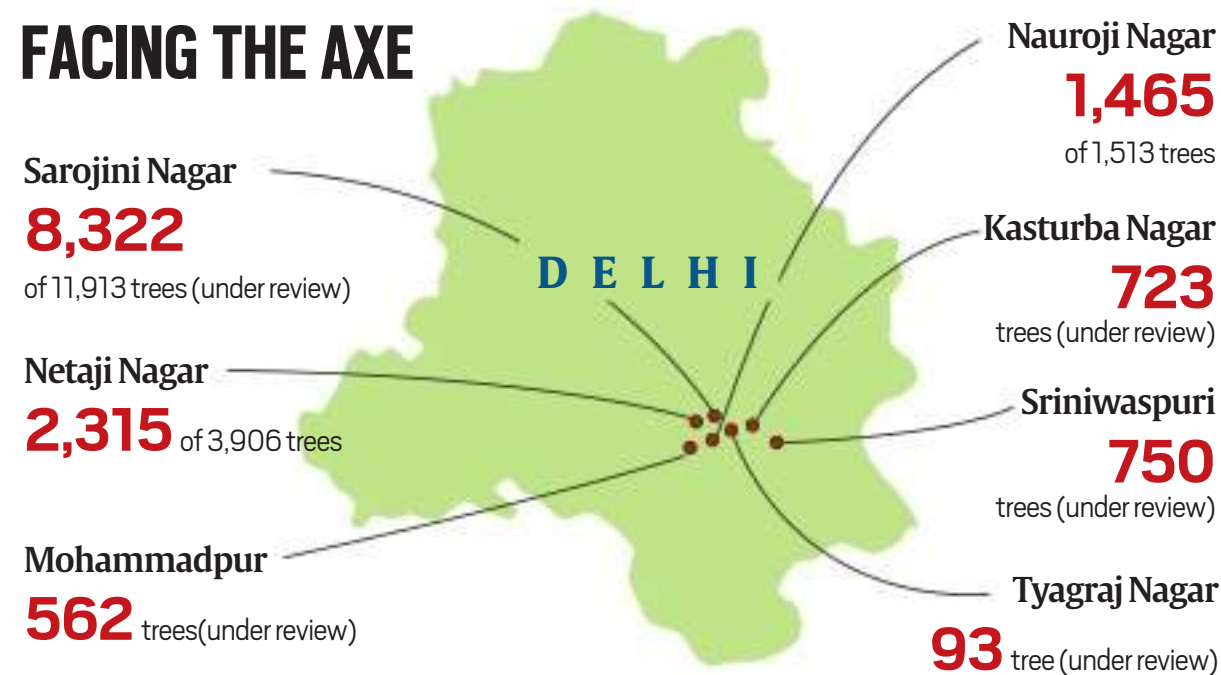 FACING THE AXE
Sarojini Nagar
8,322
of 11,913 trees (under review)
Netaji Nagar
2,315 of 3,906 trees
Mohammadpur
562 trees(under review)
D E L H I
Nauroji Nagar
1,465
of 1,513 trees
Kasturba Nagar
723
trees (under review)
Sriniwaspuri
750
trees (under review)
Tyagraj Nagar
93 tree (under review)